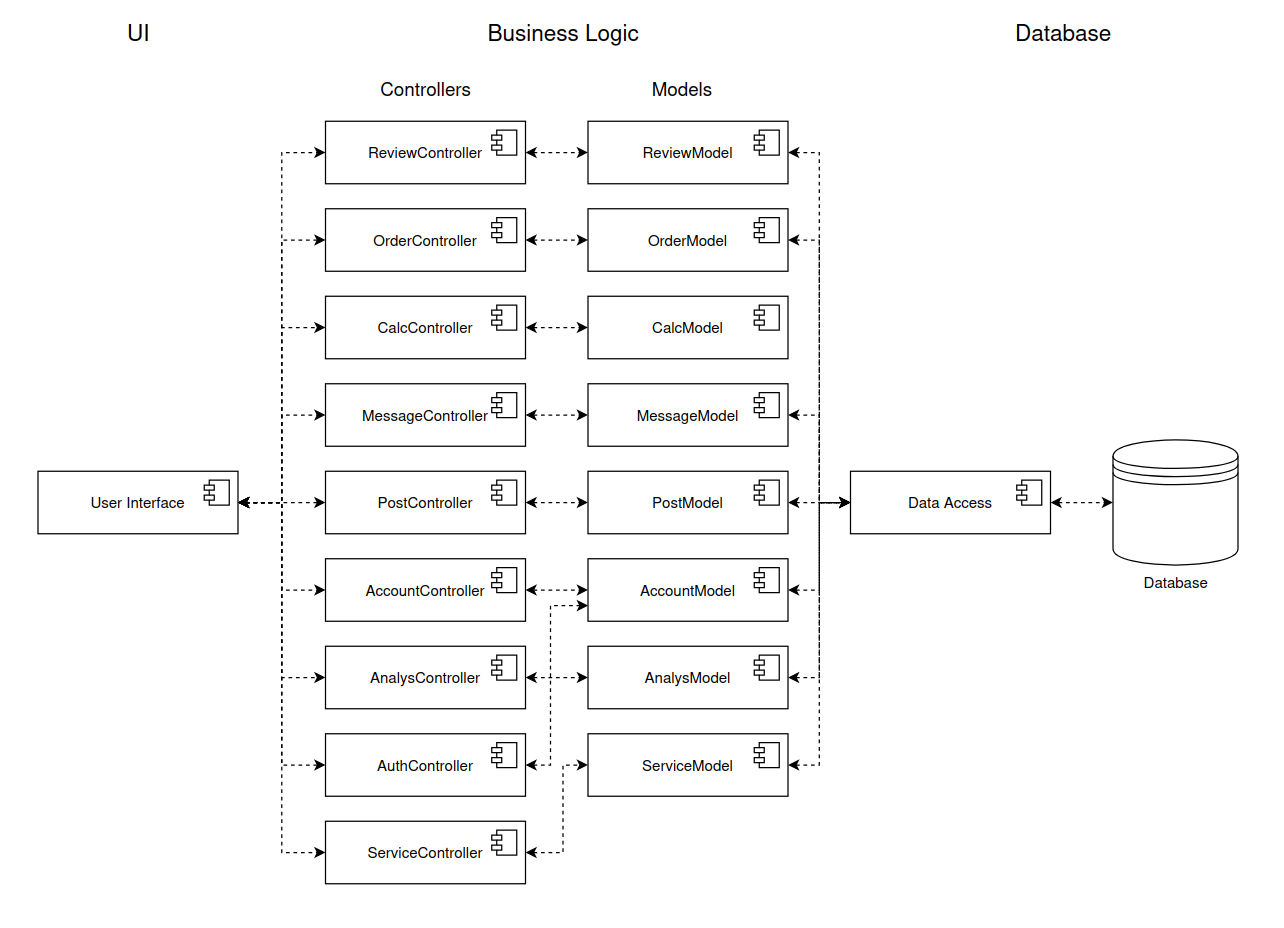 UI
Business Logic
Database
Controllers
Models
ReviewController
ReviewModel
OrderController
OrderModel
CalcController
CalcModel
MessageController
MessageModel
User Interface
PostController
PostModel
Data Access
Database
AccountController
AccountModel
AnalysController
AnalysModel
AuthController
ServiceModel
ServiceController